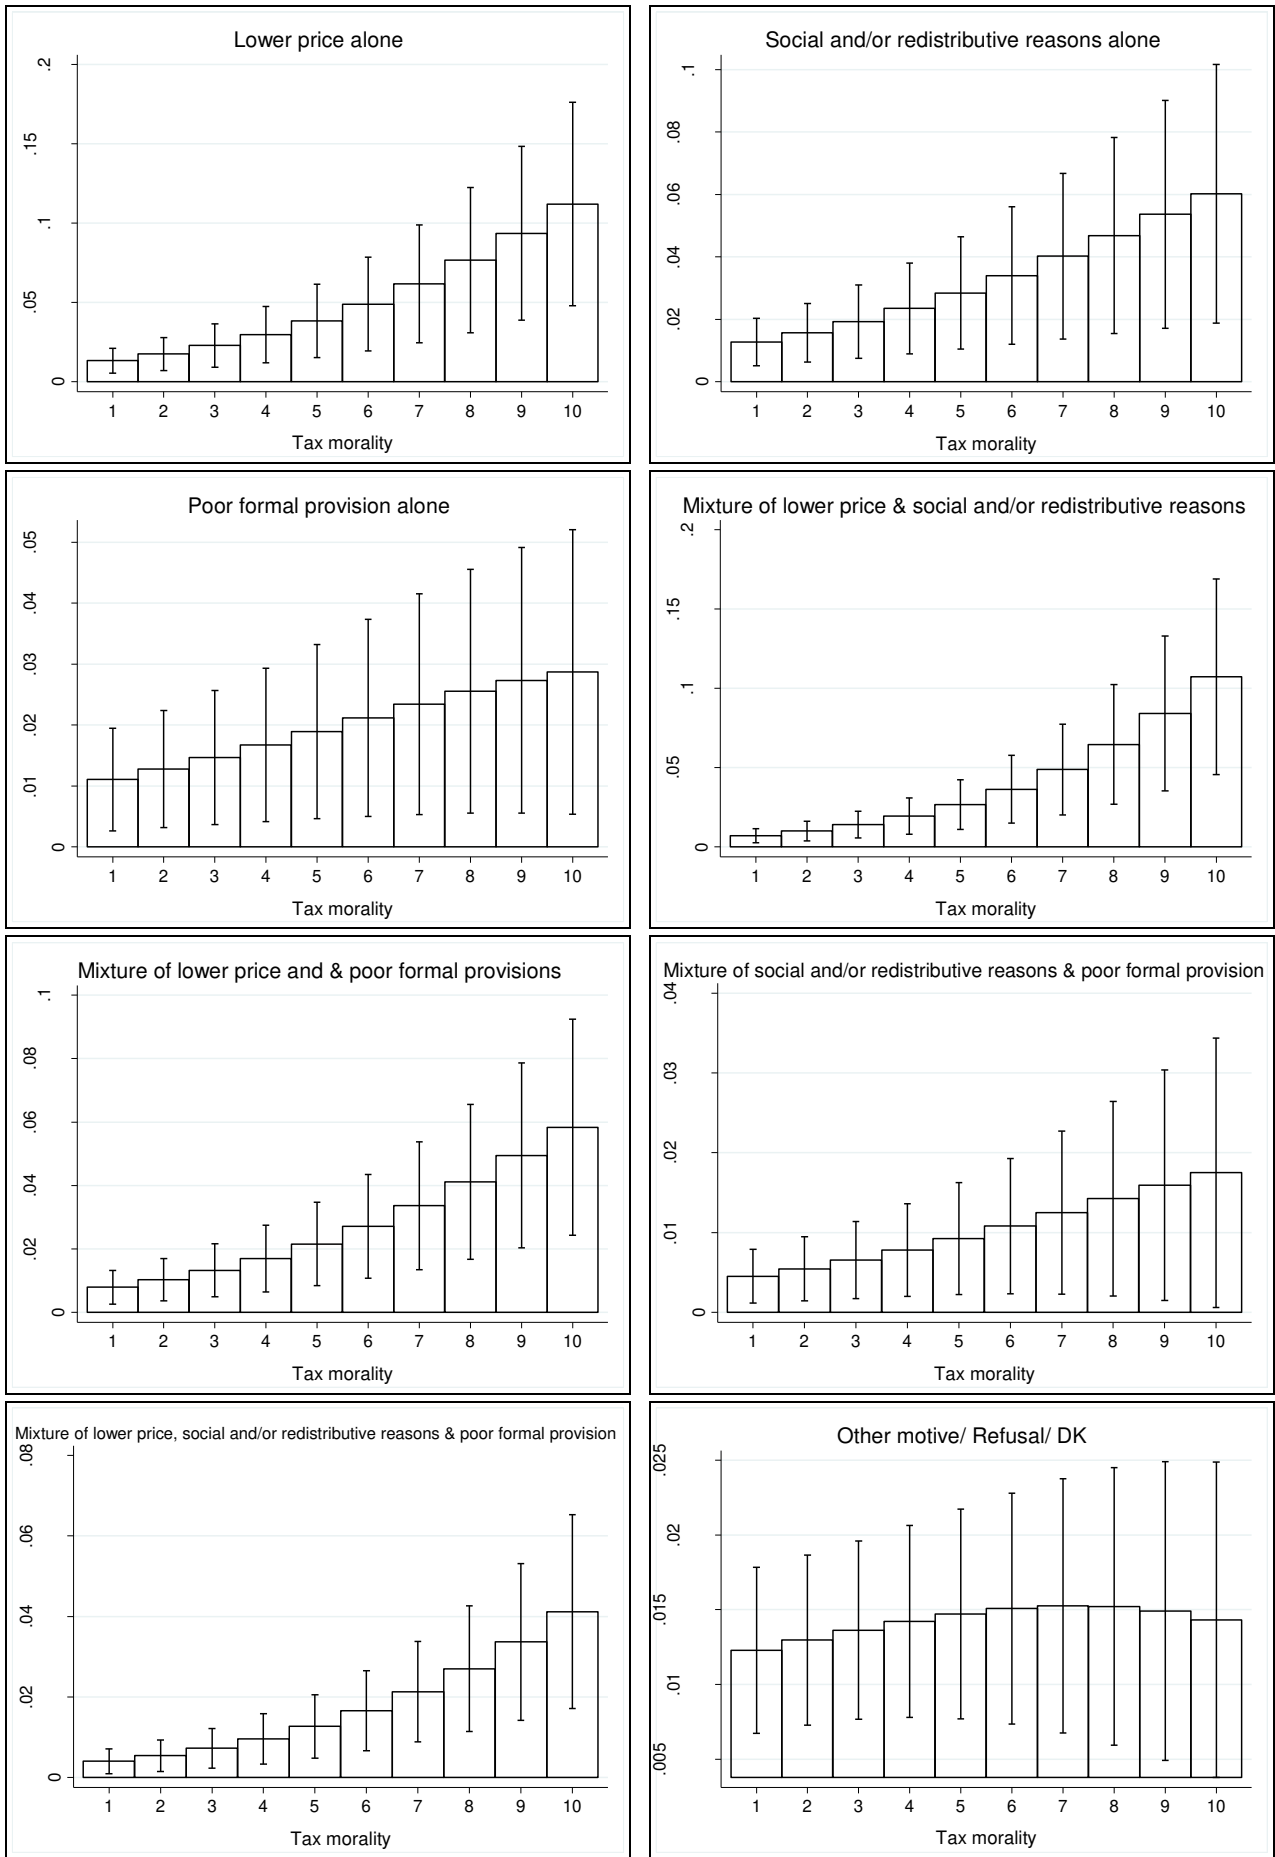 Lower price alone
.2
.15
.1
.05
0
1 2 3 4 5 6 7 8 9 10
Tax morality
Social and/or redistributive reasons alone
.1
.08
.06
.04
.02
0
1 2 3 4 5 6 7 8 9 10
Tax morality
Poor formal provision alone
.05
.04
.03
.02
.01
0
1 2 3 4 5 6 7 8 9 10
Tax morality
Mixture of lower price & social and/or redistributive reasons
.2
.15
.1
.05
0
1 2 3 4 5 6 7 8 9 10
Tax morality
Mixture of lower price and & poor formal provisions
.1
.08
.06
.04
.02
0
1 2 3 4 5 6 7 8 9 10
Tax morality
Mixture of social and/or redistributive reasons & poor formal provision
.04
.03
.02
.01
0
1 2 3 4 5 6 7 8 9 10
Tax morality
Mixture of lower price, social and/or redistributive reasons & poor formal provision
.08
.06
.04
.02
0
1 2 3 4 5 6 7 8 9 10
Tax morality
Other motive/ Refusal/ DK
.025
.02
.015
.01
.005
1 2 3 4 5 6 7 8 9 10
Tax morality